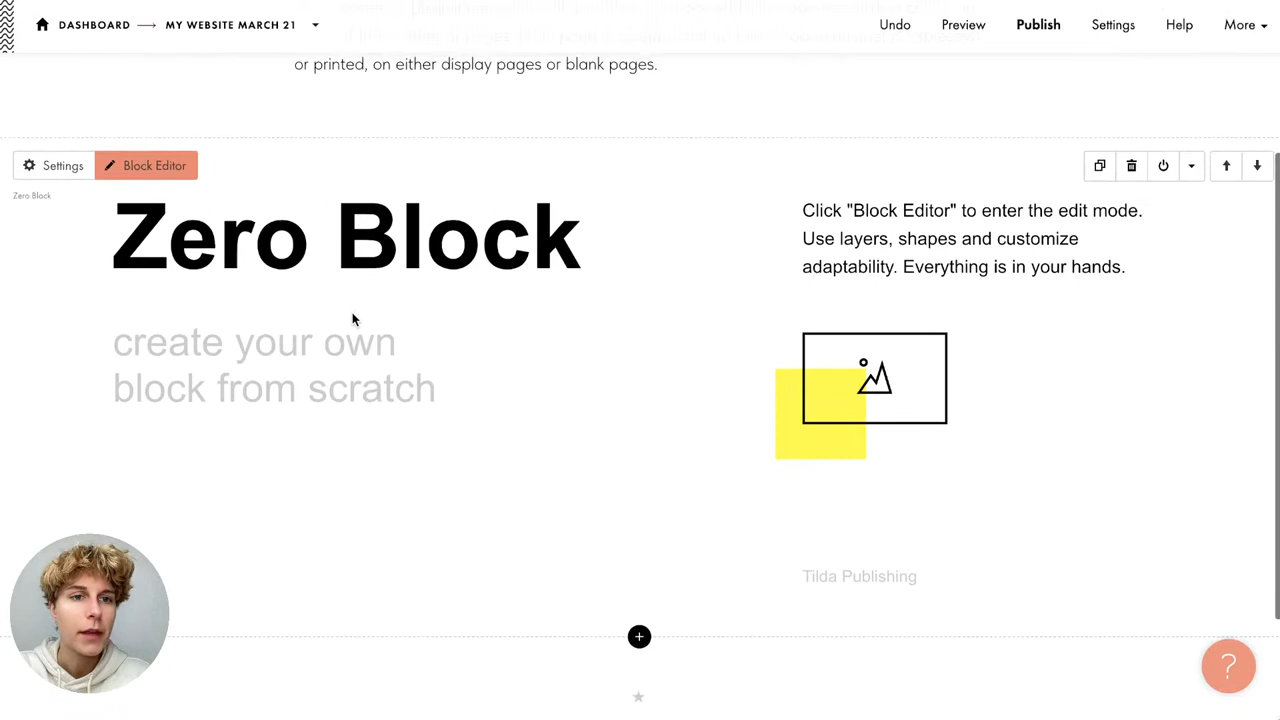 DASHBOARD → MY WEBSITE MARCH 21
Undo
Preview
Publish
Settings
Help
More
or printed, on either display pages or blank pages.
Settings
Block Editor
Zero Block
Zero Block
create your own
block from scratch
Click "Block Editor" to enter the edit mode.
Use layers, shapes and customize
adaptability. Everything is in your hands.
Tilda Publishing
+
?